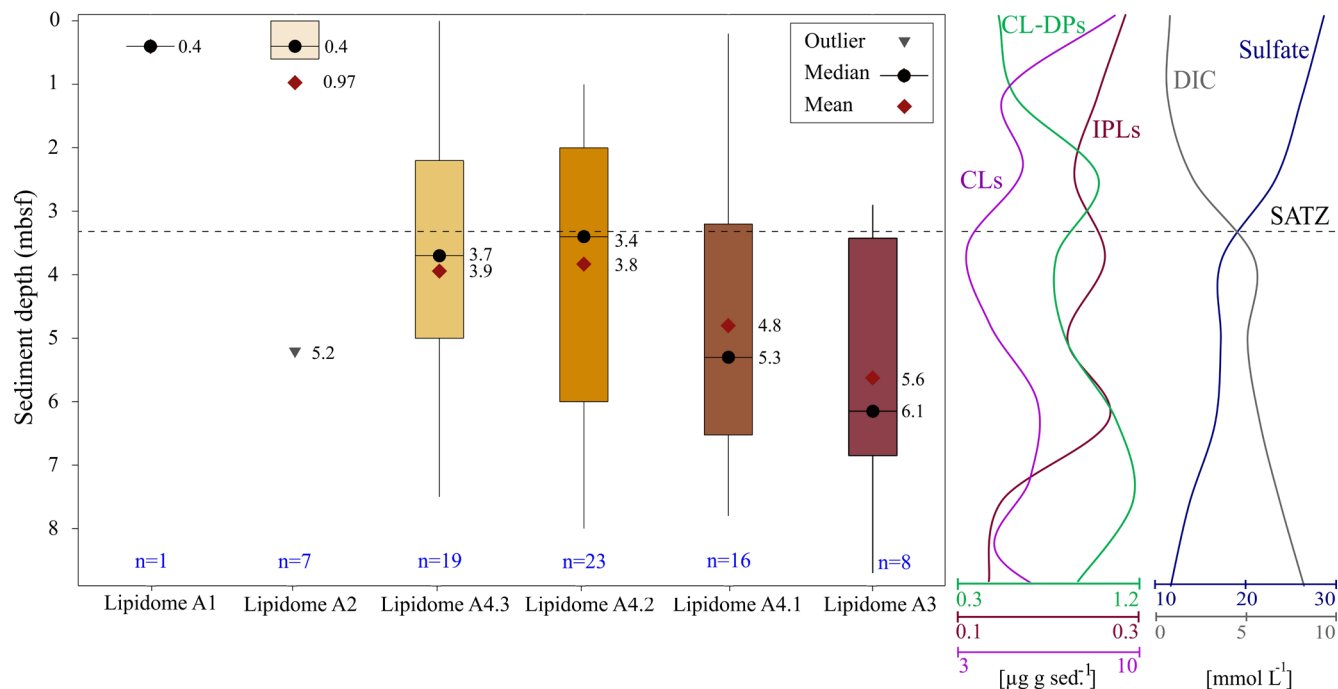 Sediment depth (mbsf)
0
1
2
3
4
5
6
7
8
0.4
0.4
0.97
5.2
3.7
3.9
3.4
3.8
4.8
5.3
5.6
6.1
Outlier
Median
Mean
n=1
n=7
n=19
n=23
n=16
n=8
Lipidome A1
Lipidome A2
Lipidome A4.3
Lipidome A4.2
Lipidome A4.1
Lipidome A3
CL-DPs
IPLs
CLs
Sulfate
DIC
SATZ
0.3 1.2
0.1 0.3
3 10
[µg g sed.⁻¹]
10 20 30
0 5 10
[mmol L⁻¹]